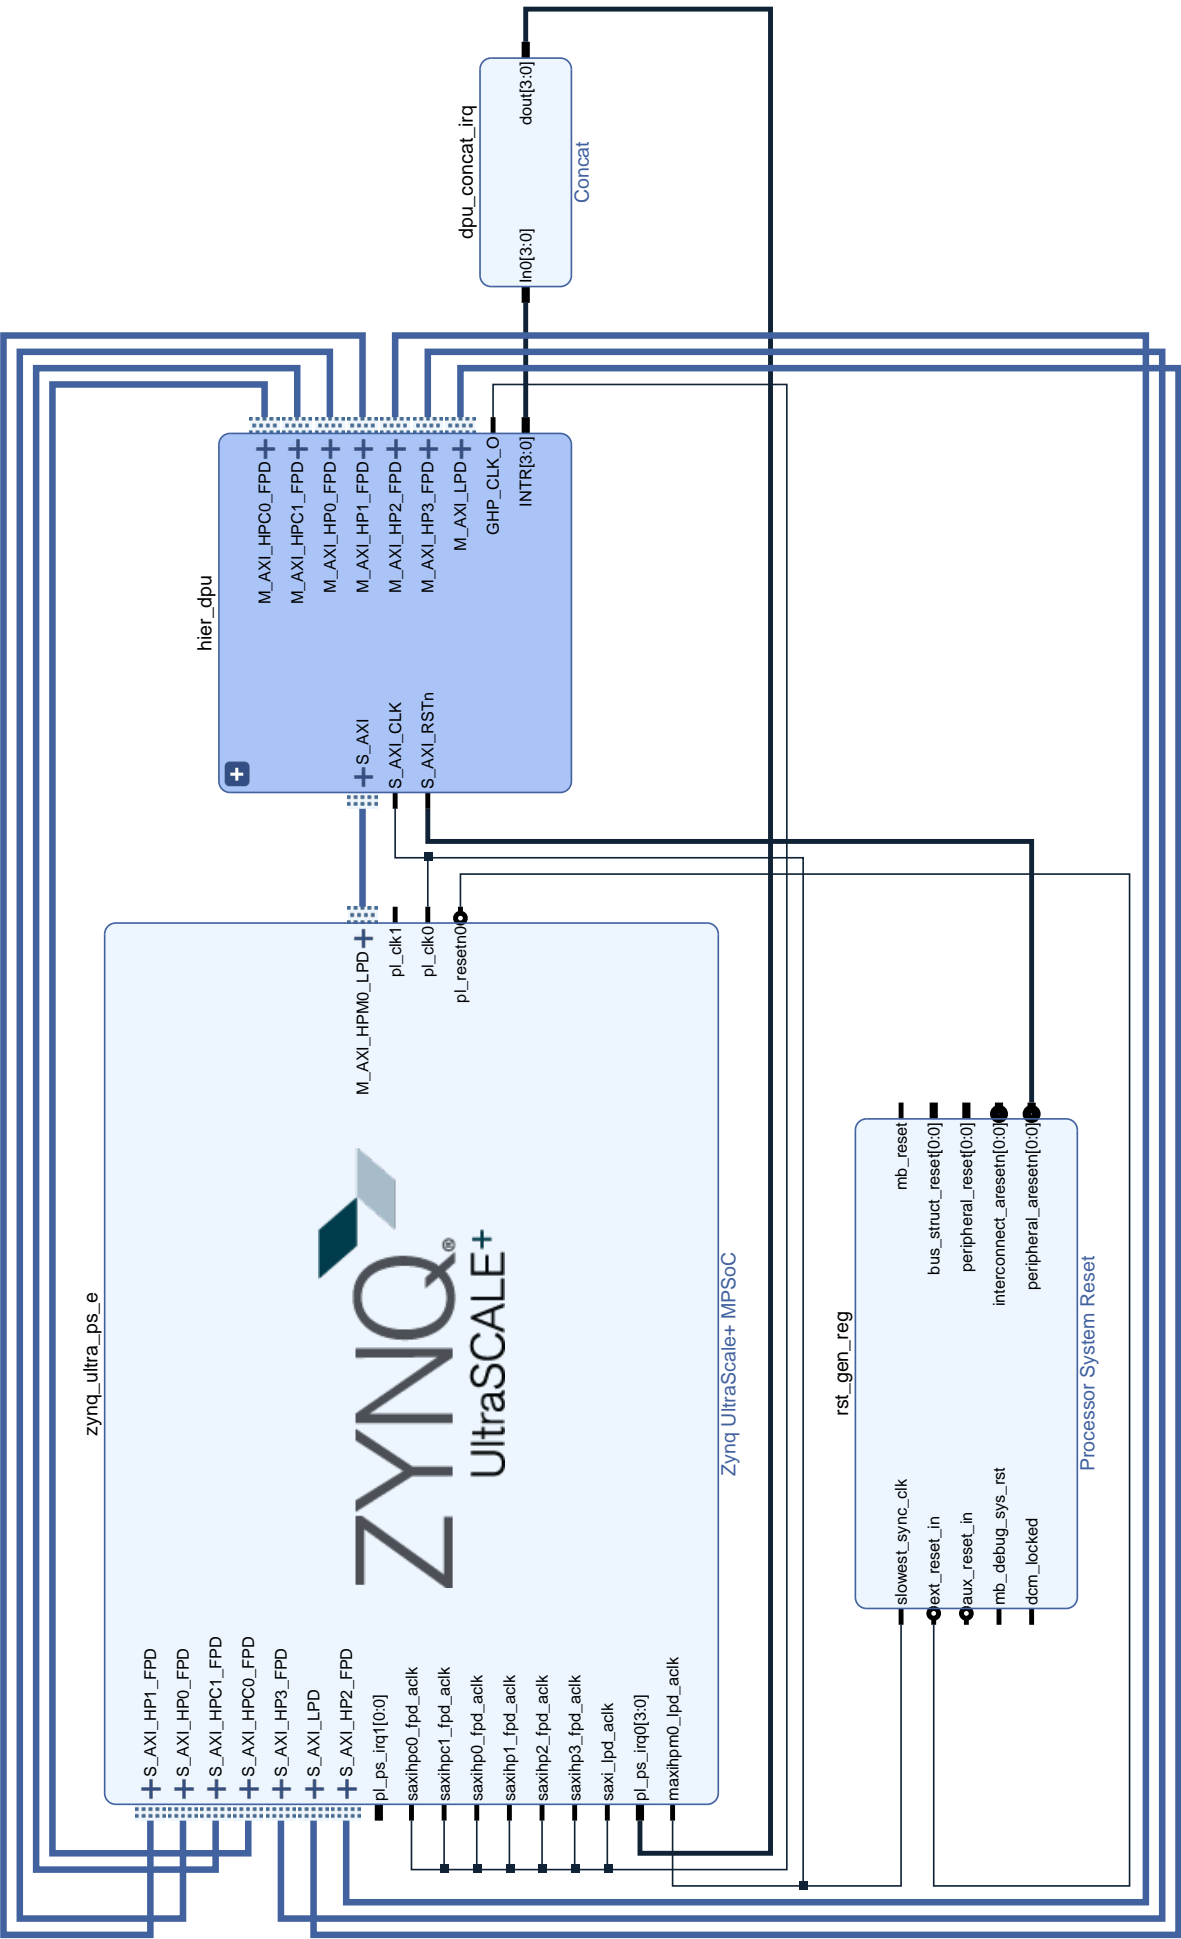 dpu_concat_irq
In0[3:0]
dout[3:0]
Concat
hier_dpu
S_AXI
S_AXI_CLK
S_AXI_RSTn
M_AXI_HPC0_FPD
M_AXI_HPC1_FPD
M_AXI_HP0_FPD
M_AXI_HP1_FPD
M_AXI_HP2_FPD
M_AXI_HP3_FPD
M_AXI_LPD
GHP_CLK_O
INTR[3:0]
zynq_ultra_ps_e
S_AXI_HP1_FPD
S_AXI_HP0_FPD
S_AXI_HPC1_FPD
S_AXI_HPC0_FPD
S_AXI_HP3_FPD
S_AXI_LPD
S_AXI_HP2_FPD
pl_ps_irq1[0:0]
saxihpc0_fpd_aclk
saxihpc1_fpd_aclk
saxihp0_fpd_aclk
saxihp1_fpd_aclk
saxihp2_fpd_aclk
saxihp3_fpd_aclk
saxi_lpd_aclk
pl_ps_irq0[3:0]
maxihpm0_lpd_aclk
ZYNQ®
UltraSCALE+
M_AXI_HPM0_LPD
pl_clk1
pl_clk0
pl_resetn0
Zynq UltraScale+ MPSoC
rst_gen_reg
slowest_sync_clk
ext_reset_in
aux_reset_in
mb_debug_sys_rst
dcm_locked
mb_reset
bus_struct_reset[0:0]
peripheral_reset[0:0]
interconnect_aresetn[0:0]
peripheral_aresetn[0:0]
Processor System Reset